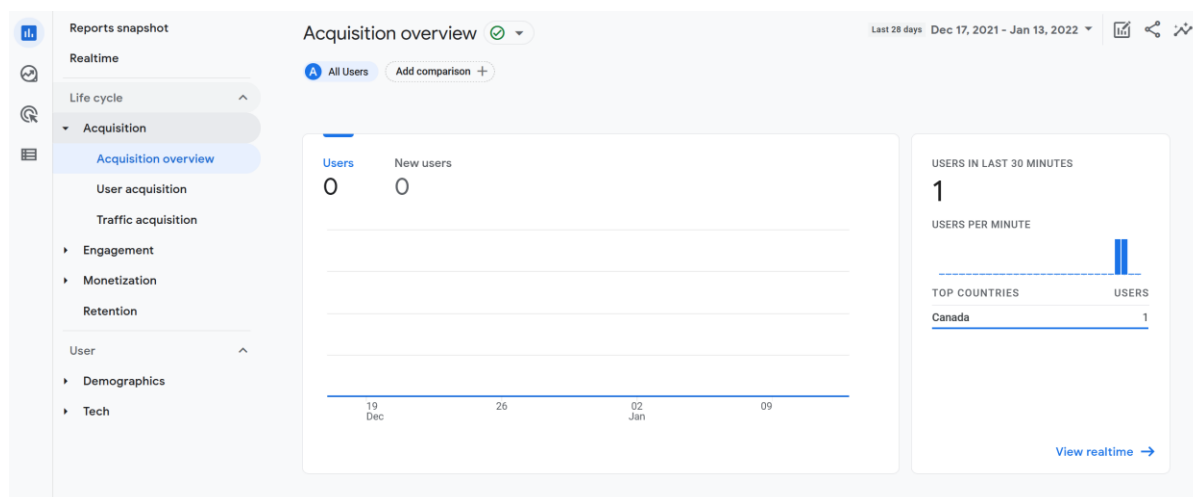 Reports snapshot
Realtime
Life cycle
Acquisition
Acquisition overview
User acquisition
Traffic acquisition
Engagement
Monetization
Retention
User
Demographics
Tech
Acquisition overview
Last 28 days Dec 17, 2021 - Jan 13, 2022
A All Users Add comparison +
Users New users
0 0
19 26 02 09
Dec Jan
USERS IN LAST 30 MINUTES
1
USERS PER MINUTE
TOP COUNTRIES USERS
Canada 1
View realtime